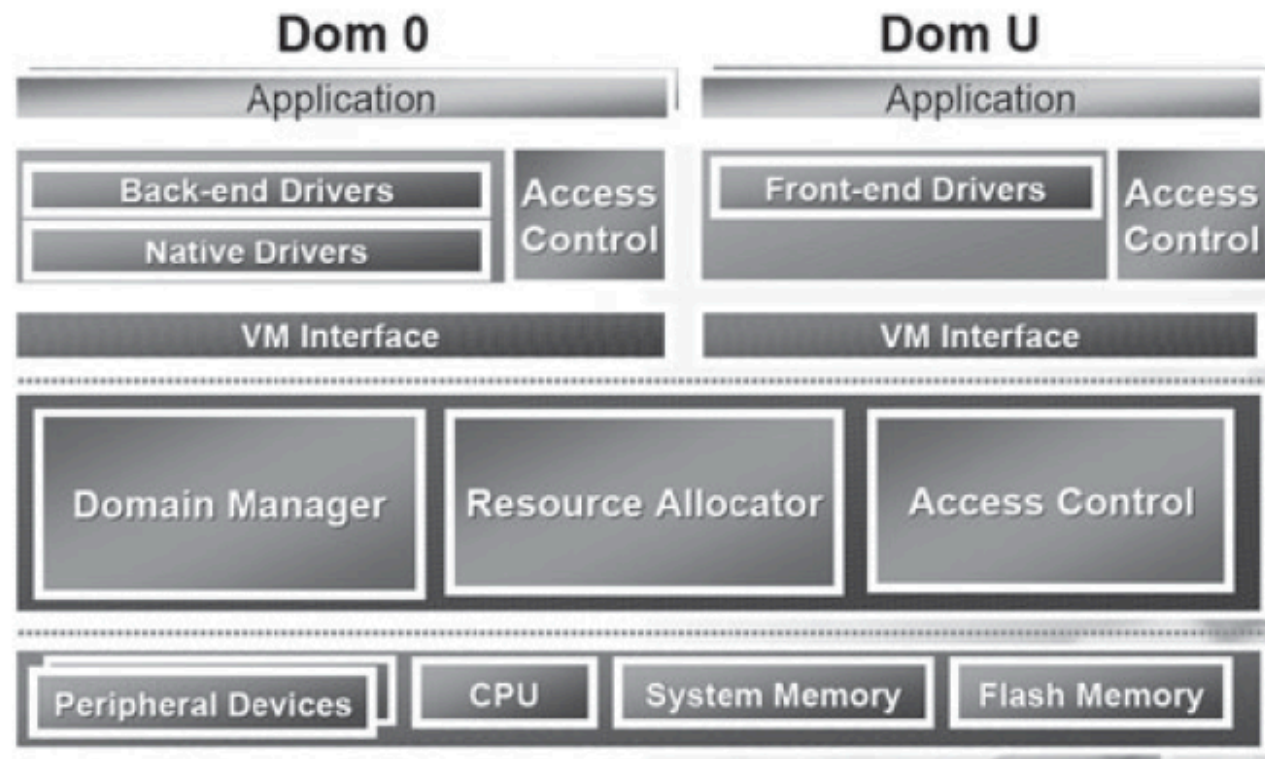 Dom 0
Dom U
Application
Application
Back-end Drivers
Native Drivers
Access
Control
Front-end Drivers
Access
Control
VM Interface
VM Interface
Domain Manager
Resource Allocator
Access Control
Peripheral Devices
CPU
System Memory
Flash Memory